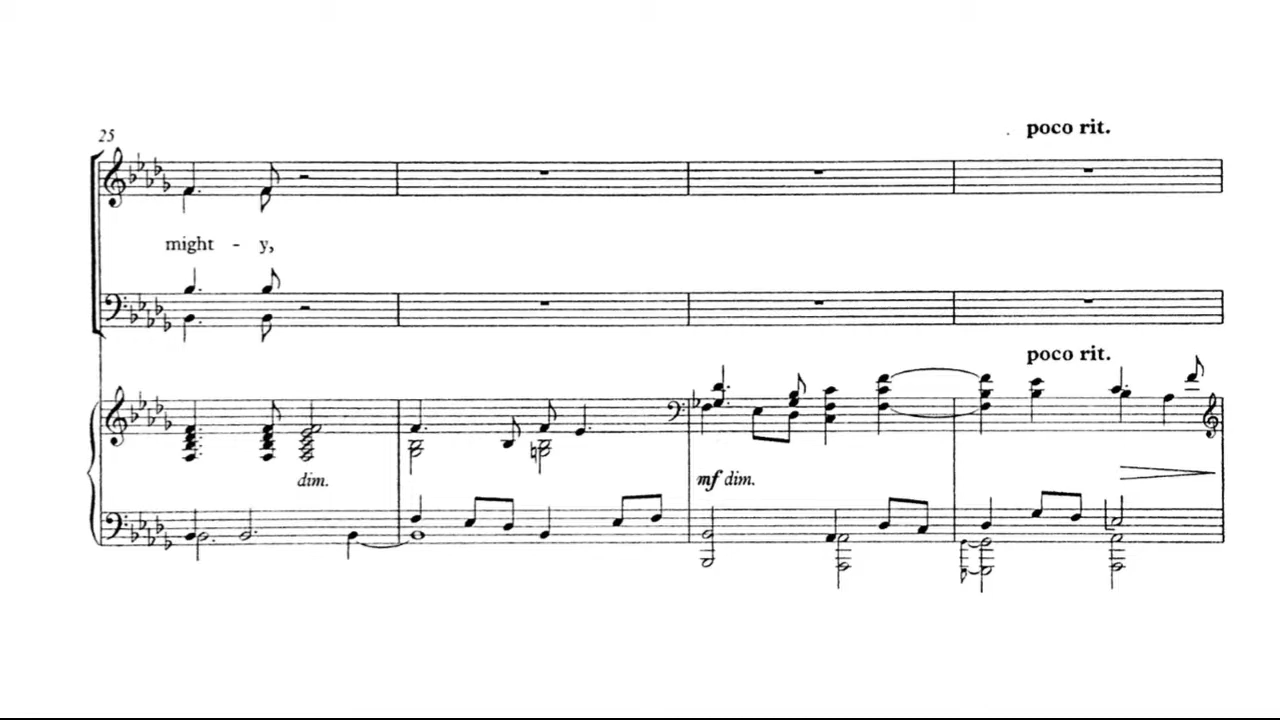 25
poco rit.
might - y,
poco rit.
dim.
mf dim.